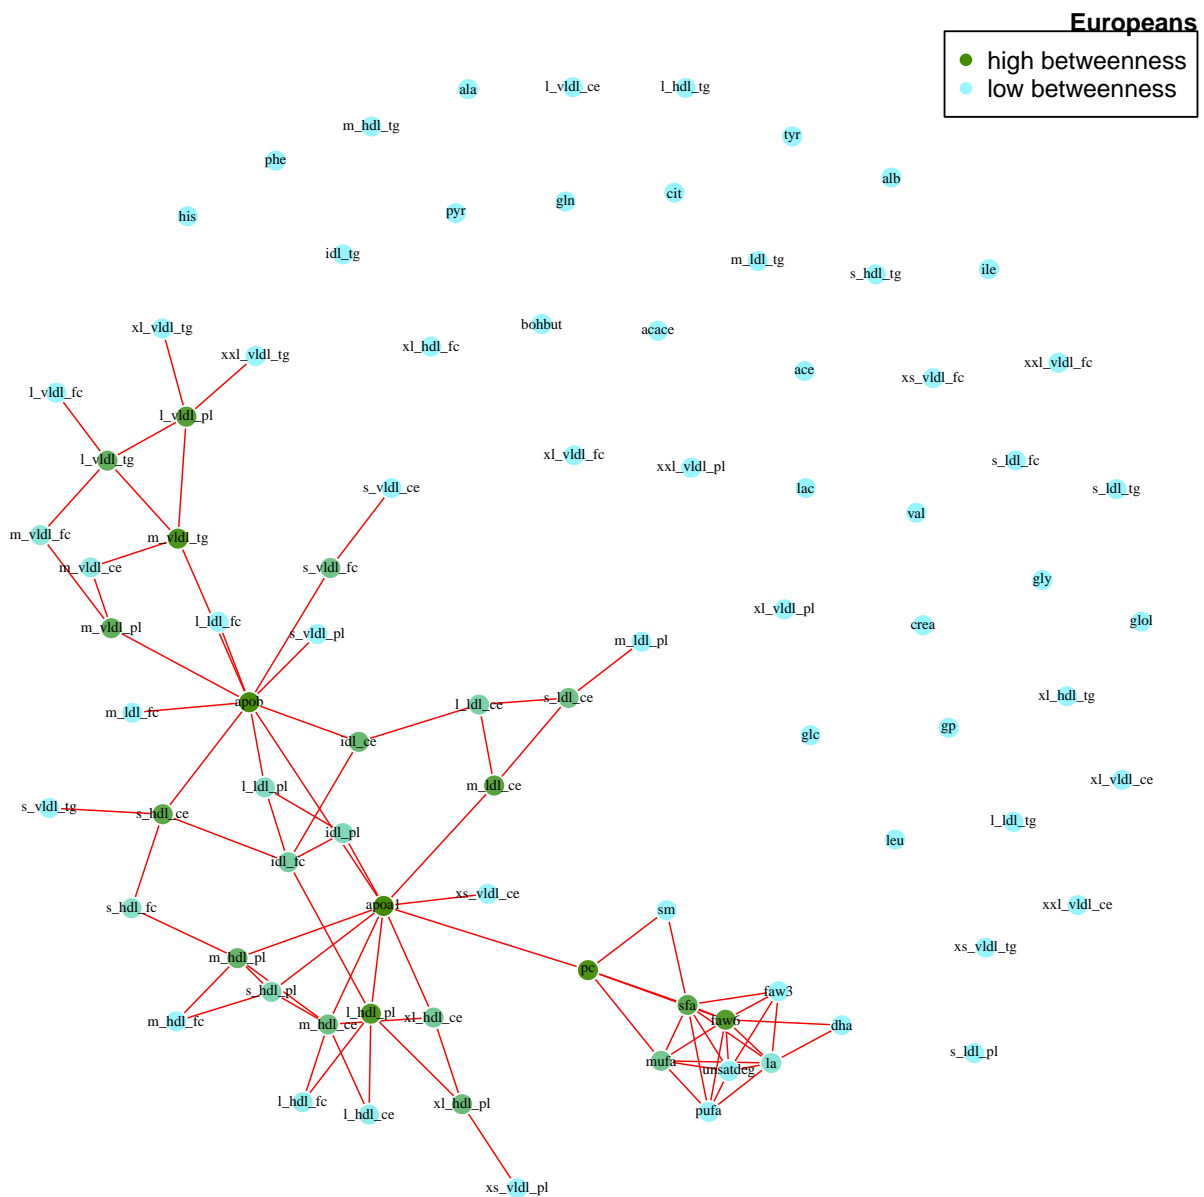 Europeans
high betweenness
low betweenness
ala
l_vldl_ce
l_hdl_tg
m_hdl_tg
tyr
phe
alb
cit
gln
pyr
his
idl_tg
m_ldl_tg
s_hdl_tg
ile
xl_vldl_tg
bohbut
acace
xl_hdl_fc
xxl_vldl_tg
ace
xs_vldl_fc
xxl_vldl_fc
l_vldl_fc
l_vldl_pl
l_vldl_tg
xl_vldl_fc
xxl_vldl_pl
s_ldl_fc
s_vldl_ce
lac
s_ldl_tg
val
m_vldl_fc
m_vldl_tg
m_vldl_ce
s_vldl_fc
gly
xl_vldl_pl
l_ldl_fc
crea
glol
m_vldl_pl
s_vldl_pl
m_ldl_pl
xl_hdl_tg
apob
m_ldl_fc
l_ldl_ce
s_ldl_ce
gp
glc
idl_ce
xl_vldl_ce
l_ldl_pl
m_ldl_ce
s_vldl_tg
s_hdl_ce
idl_pl
l_ldl_tg
leu
idl_fc
xs_vldl_ce
s_hdl_fc
apoa1
sm
xxl_vldl_ce
xs_vldl_tg
m_hdl_pl
pc
s_hdl_pl
faw3
sfa
l_hdl_pl
xl_hdl_ce
m_hdl_fc
m_hdl_ce
faw6
dha
s_ldl_pl
mufa
unsatdeg
la
l_hdl_fc
l_hdl_ce
xl_hdl_pl
pufa
xs_vldl_pl